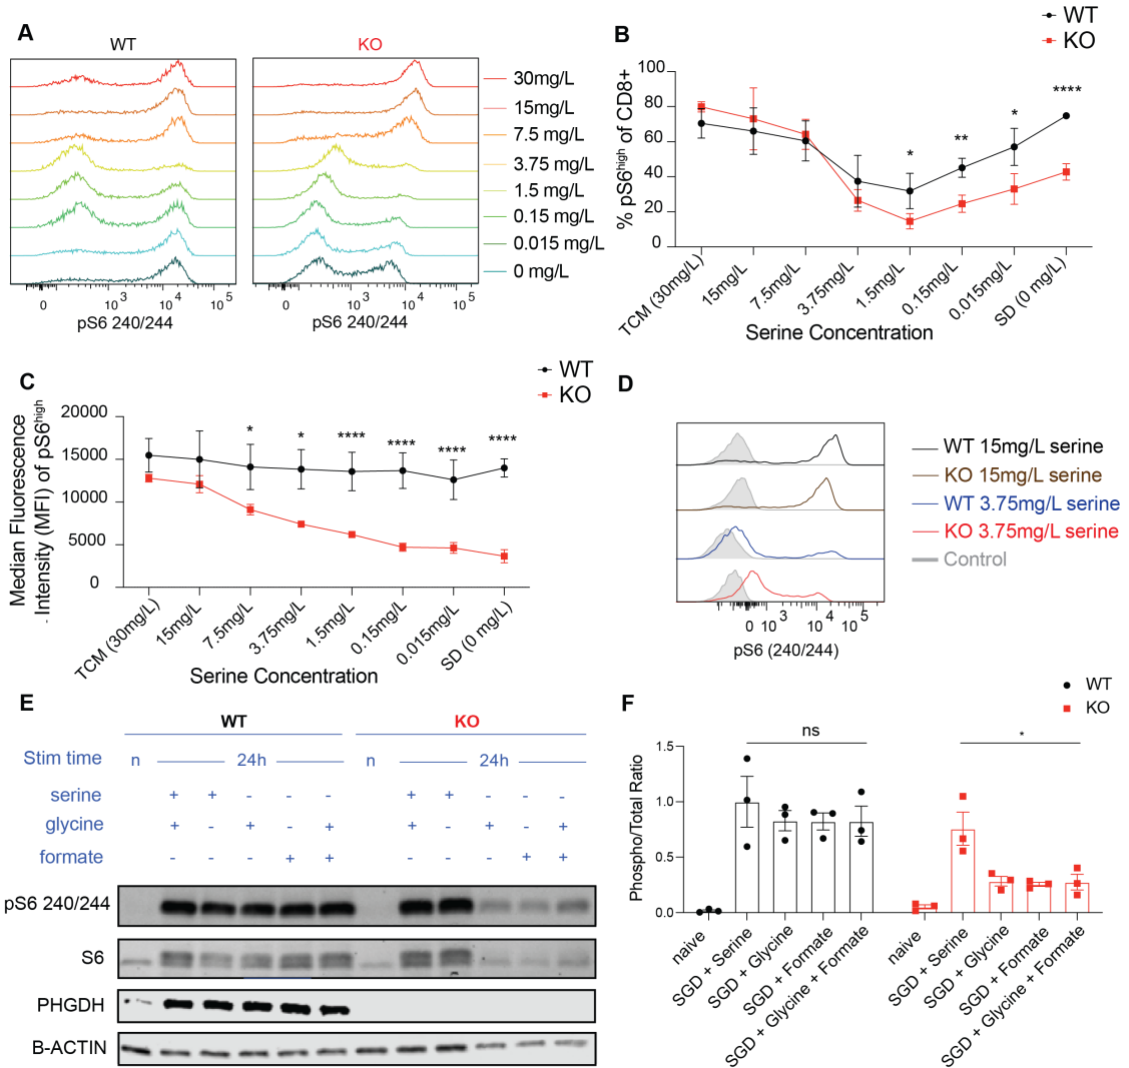 A
WT
KO
30mg/L
15mg/L
7.5 mg/L
3.75 mg/L
1.5 mg/L
0.15 mg/L
0.015 mg/L
0 mg/L
0 10³ 10⁴ 10⁵
0 10³ 10⁴ 10⁵
pS6 240/244
pS6 240/244
B
WT
KO
% pS6ʰⁱᵍʰ of CD8+
100
80
60
40
20
0
* ** * ****
TCM (30mg/L)
15mg/L
7.5mg/L
3.75mg/L
1.5mg/L
0.15mg/L
0.015mg/L
SD (0 mg/L)
Serine Concentration
C
WT
KO
Median Fluorescence
Intensity (MFI) of pS6ʰⁱᵍʰ
20000
15000
10000
5000
0
* * **** **** **** ****
TCM (30mg/L)
15mg/L
7.5mg/L
3.75mg/L
1.5mg/L
0.15mg/L
0.015mg/L
SD (0 mg/L)
Serine Concentration
D
WT 15mg/L serine
KO 15mg/L serine
WT 3.75mg/L serine
KO 3.75mg/L serine
Control
0 10³ 10⁴ 10⁵
pS6 (240/244)
E
WT KO
Stim time n 24h n 24h
serine + + - - - + + - - -
glycine + - + - + + - + - +
formate - - - + + - - - + +
pS6 240/244
S6
PHGDH
B-ACTIN
F
WT
KO
Phospho/Total Ratio
1.5
1.0
0.5
0.0
ns
*
naive
SGD + Serine
SGD + Glycine
SGD + Formate
SGD + Glycine + Formate
naive
SGD + Serine
SGD + Glycine
SGD + Formate
SGD + Glycine + Formate